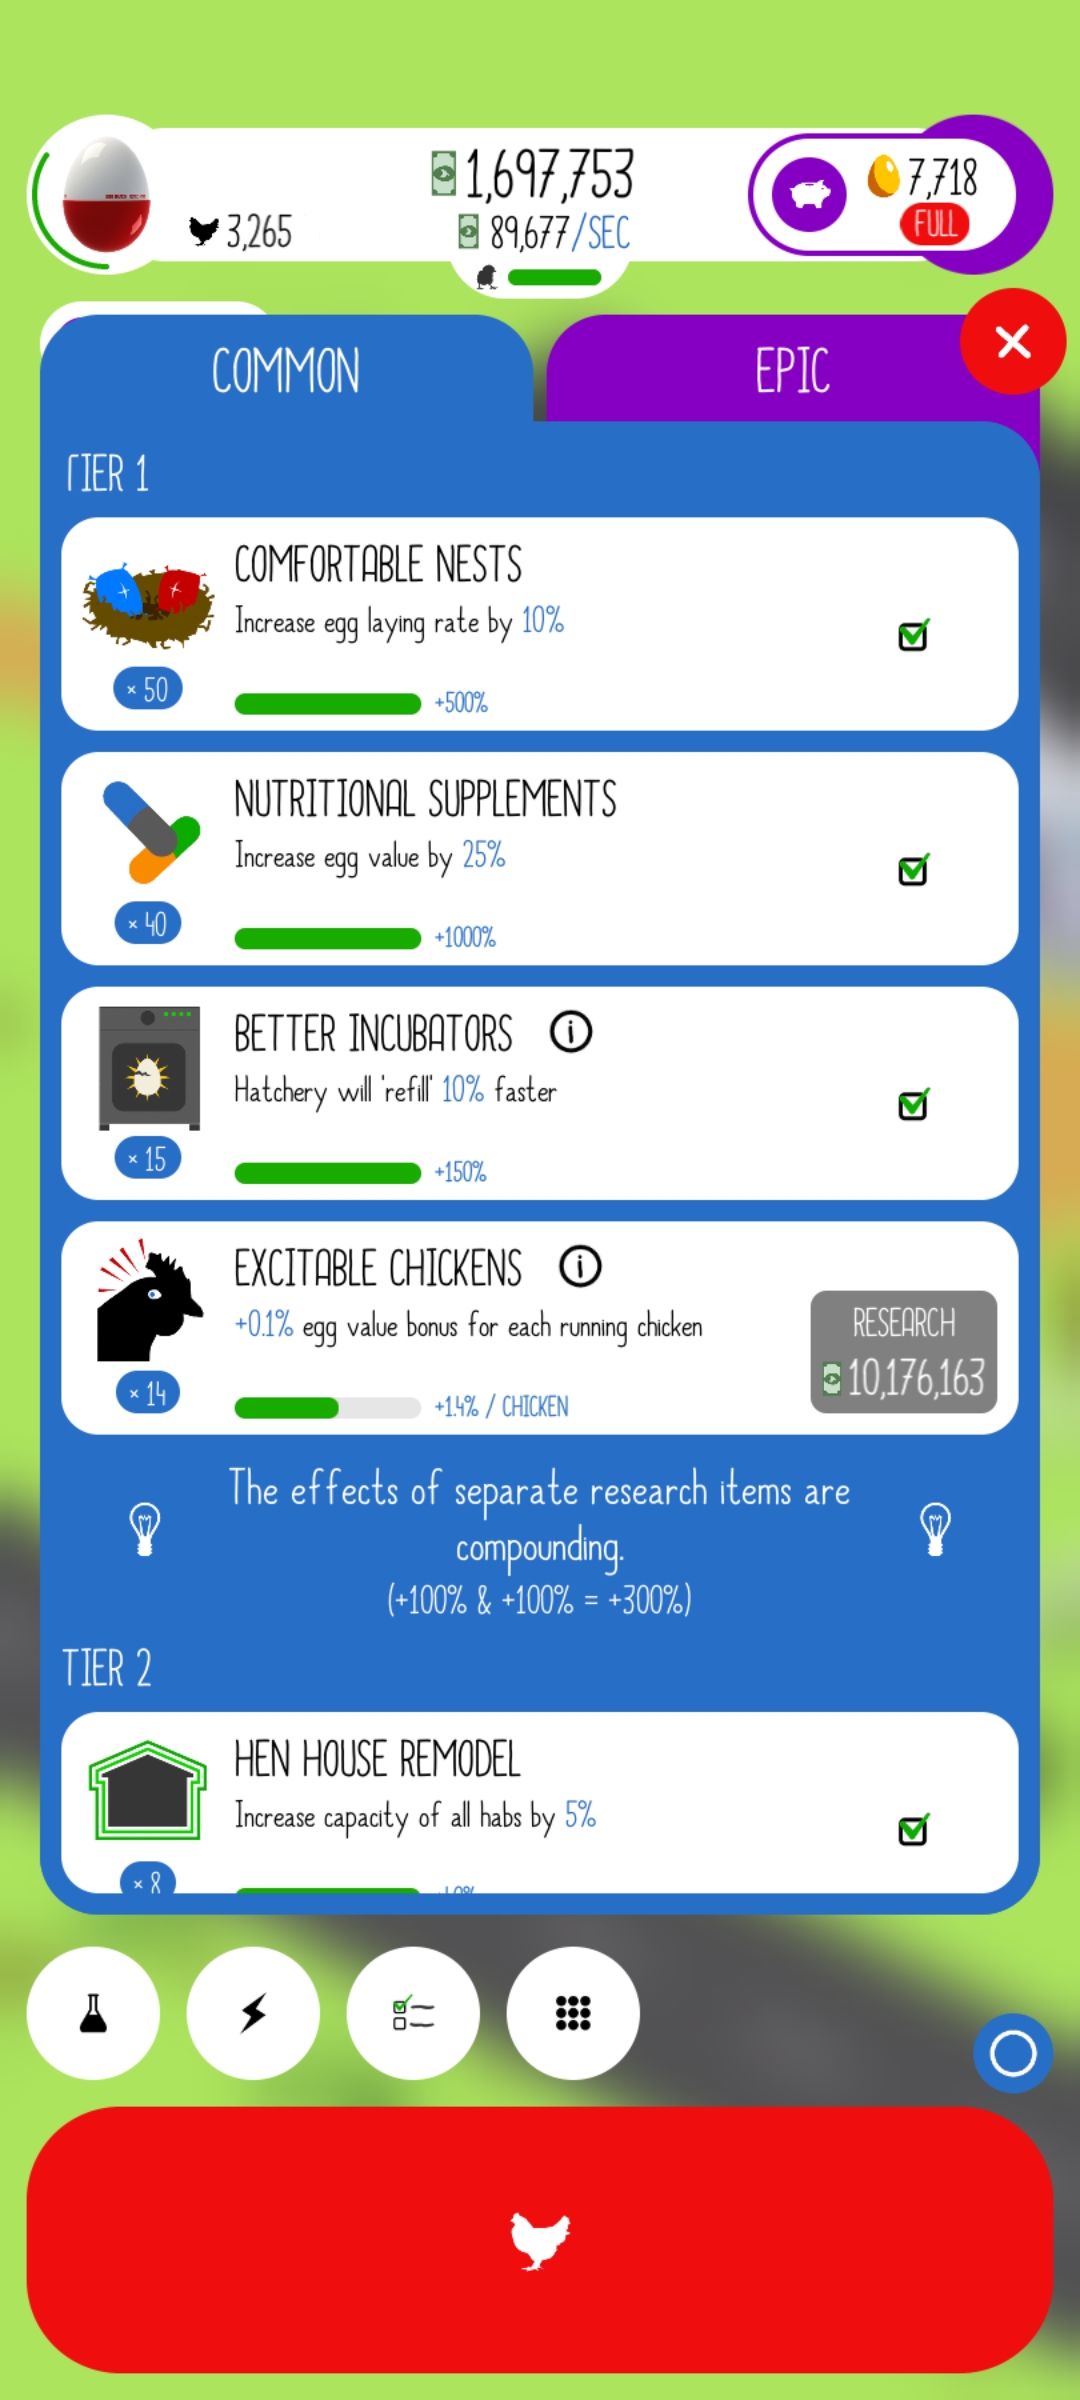 1,697,753
7,718
3,265
89,677/SEC
FULL
COMMON
EPIC
TIER 1
COMFORTABLE NESTS
Increase egg laying rate by 10%
× 50
+500%
NUTRITIONAL SUPPLEMENTS
Increase egg value by 25%
× 40
+1000%
BETTER INCUBATORS
Hatchery will 'refill' 10% faster
× 15
+150%
EXCITABLE CHICKENS
+0.1% egg value bonus for each running chicken
RESEARCH
10,176,163
× 14
+1.4% / CHICKEN
The effects of separate research items are
compounding.
(+100% & +100% = +300%)
TIER 2
HEN HOUSE REMODEL
Increase capacity of all habs by 5%
× 8